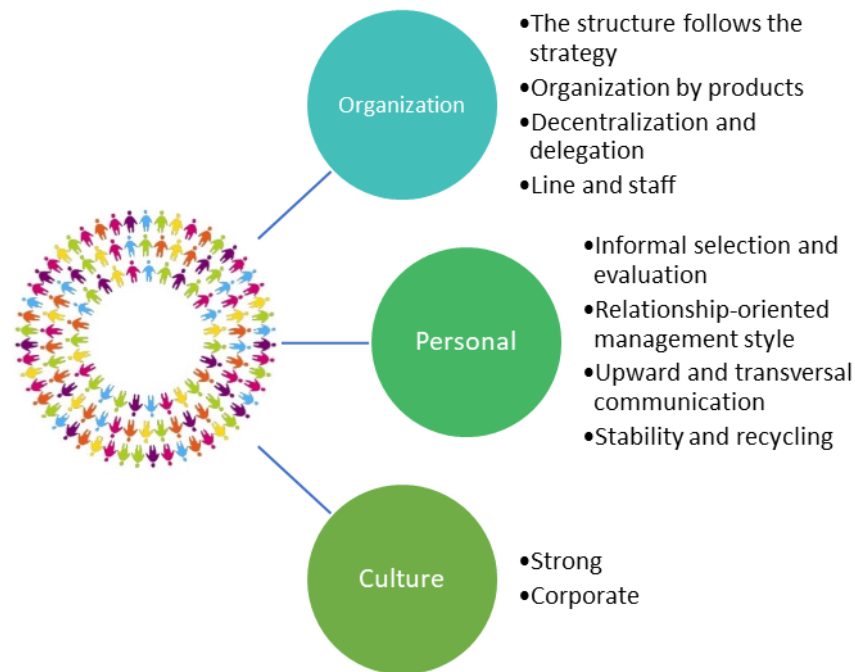 Organization
•The structure follows the
strategy
•Organization by products
•Decentralization and
delegation
•Line and staff
Personal
•Informal selection and
evaluation
•Relationship-oriented
management style
•Upward and transversal
communication
•Stability and recycling
Culture
•Strong
•Corporate